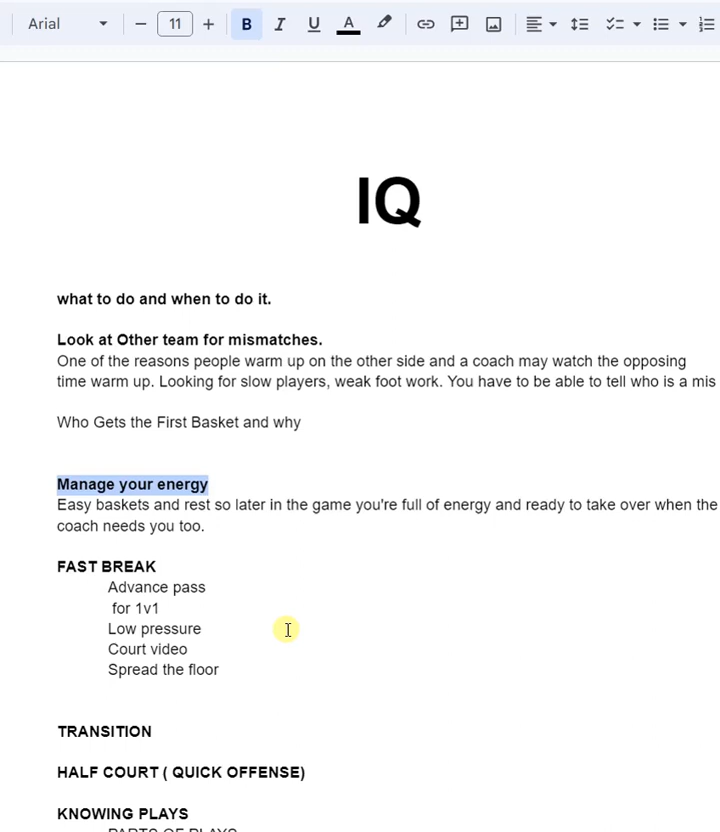 Arial
11
B I U A
IQ
what to do and when to do it.
Look at Other team for mismatches.
One of the reasons people warm up on the other side and a coach may watch the opposing
time warm up. Looking for slow players, weak foot work. You have to be able to tell who is a mis
Who Gets the First Basket and why
Manage your energy
Easy baskets and rest so later in the game you're full of energy and ready to take over when the
coach needs you too.
FAST BREAK
Advance pass
for 1v1
Low pressure
Court video
Spread the floor
TRANSITION
HALF COURT ( QUICK OFFENSE)
KNOWING PLAYS
PARTS OF PLAYS